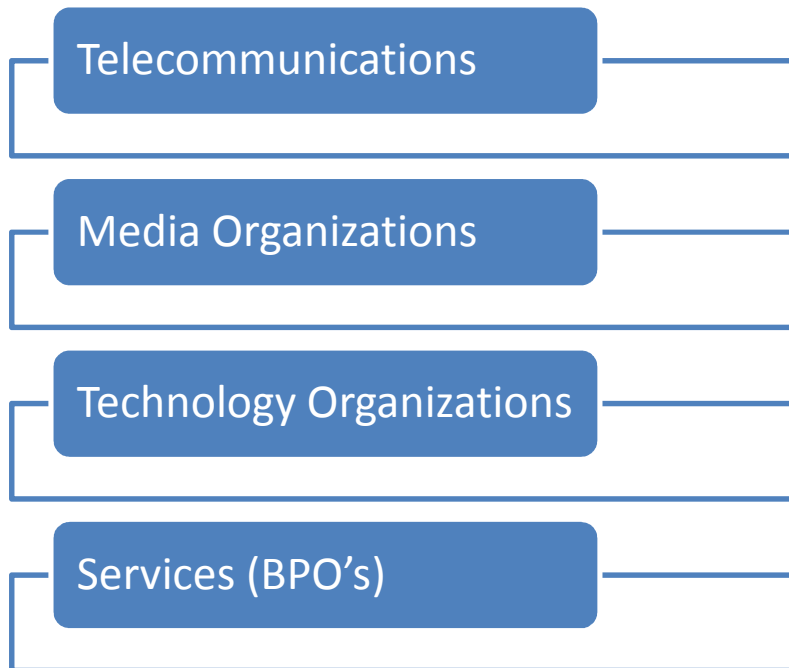 Telecommunications
Media Organizations
Technology Organizations
Services (BPO’s)